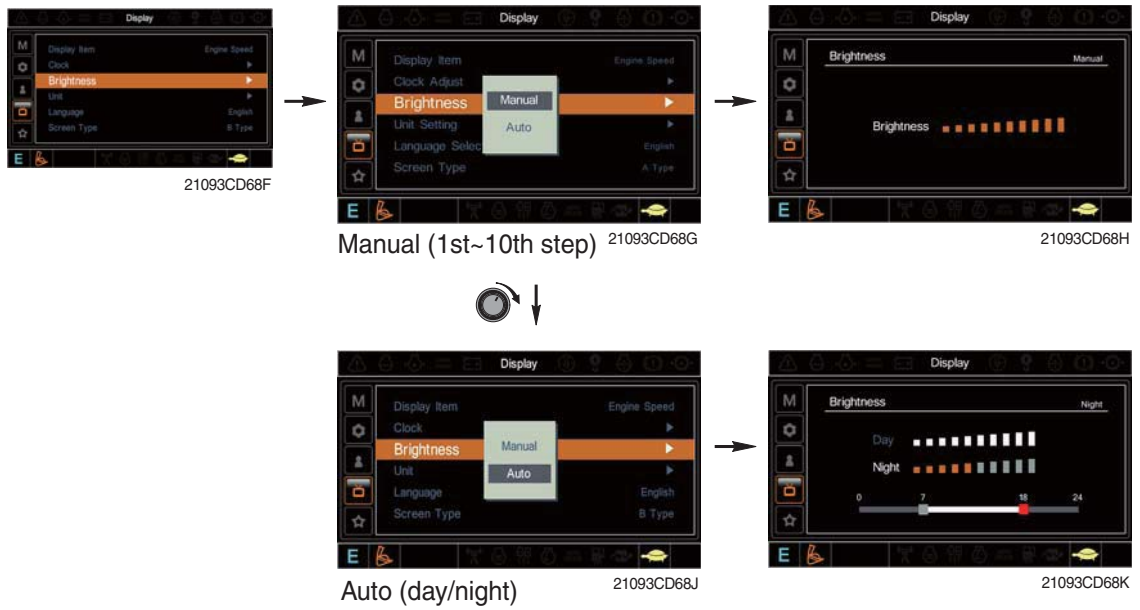 Display
M
Display Item Engine Speed
Clock
Brightness
Unit
Language English
Screen Type B Type
E
21093CD68F
Display
M
Display Item Engine Speed
Clock Adjust
Brightness
Unit Setting
Language Selec English
Screen Type A Type
Manual
Auto
E
Manual (1st~10th step) 21093CD68G
Display
M
Brightness Manual
Brightness
E
21093CD68H
Display
M
Display Item Engine Speed
Clock
Brightness
Unit
Language English
Screen Type B Type
Manual
Auto
E
Auto (day/night) 21093CD68J
Display
M
Brightness Night
Day
Night
0 7 18 24
E
21093CD68K